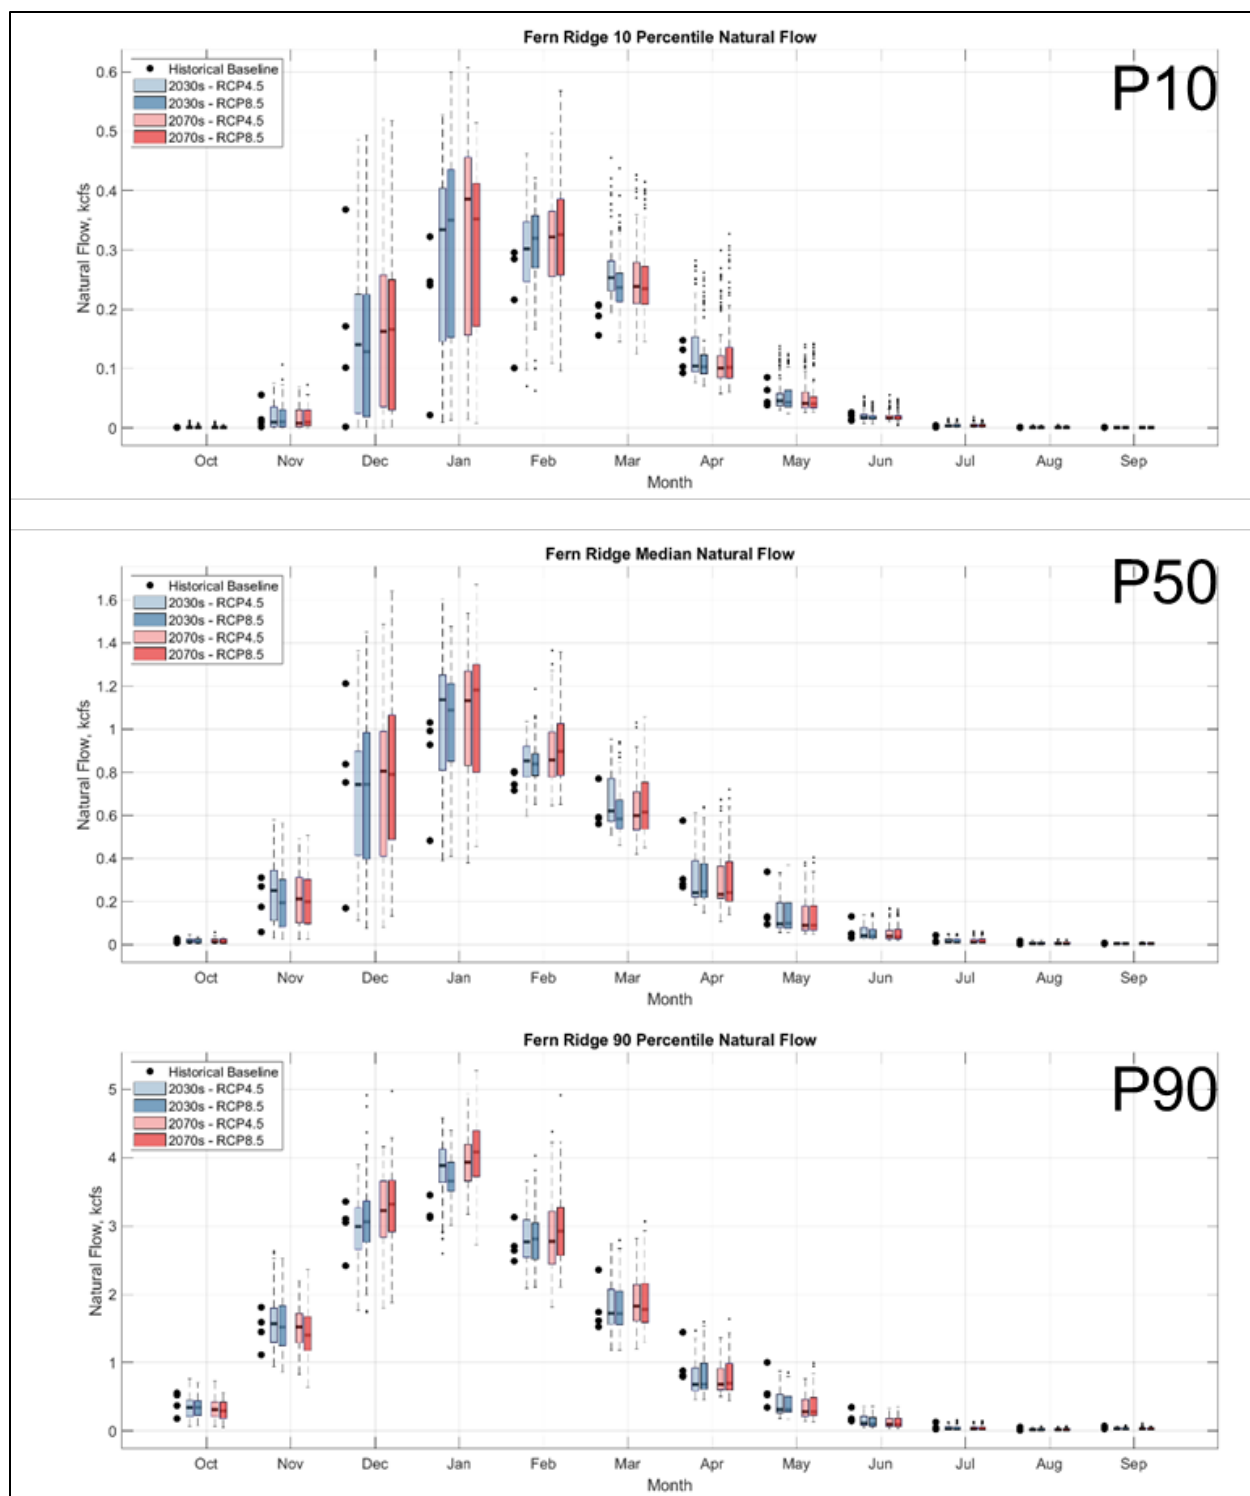 Fern Ridge 10 Percentile Natural Flow
P10
Historical Baseline
2030s - RCP4.5
2030s - RCP8.5
2070s - RCP4.5
2070s - RCP8.5
Natural Flow, kcfs
0.6
0.5
0.4
0.3
0.2
0.1
0
Oct Nov Dec Jan Feb Mar Apr May Jun Jul Aug Sep
Month
Fern Ridge Median Natural Flow
P50
Historical Baseline
2030s - RCP4.5
2030s - RCP8.5
2070s - RCP4.5
2070s - RCP8.5
Natural Flow, kcfs
1.6
1.4
1.2
1
0.8
0.6
0.4
0.2
0
Oct Nov Dec Jan Feb Mar Apr May Jun Jul Aug Sep
Month
Fern Ridge 90 Percentile Natural Flow
P90
Historical Baseline
2030s - RCP4.5
2030s - RCP8.5
2070s - RCP4.5
2070s - RCP8.5
Natural Flow, kcfs
5
4
3
2
1
0
Oct Nov Dec Jan Feb Mar Apr May Jun Jul Aug Sep
Month